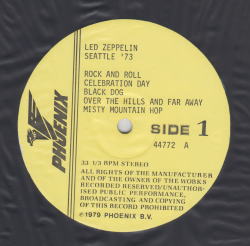 LED ZEPPELIN
SEATTLE '73
ROCK AND ROLL
CELEBRATION DAY
BLACK DOG
OVER THE HILLS AND FAR AWAY
MISTY MOUNTAIN HOP
PHOENIX
SIDE 1
44772 A
33 1/3 RPM STEREO
ALL RIGHTS OF THE MANUFACTURER
AND OF THE OWNER OF THE WORKS
RECORDED RESERVED/UNAUTHOR-
ISED PUBLIC PERFORMANCE,
BROADCASTING AND COPYING
OF THIS RECORD PROHIBITED
©1979 PHOENIX B.V.